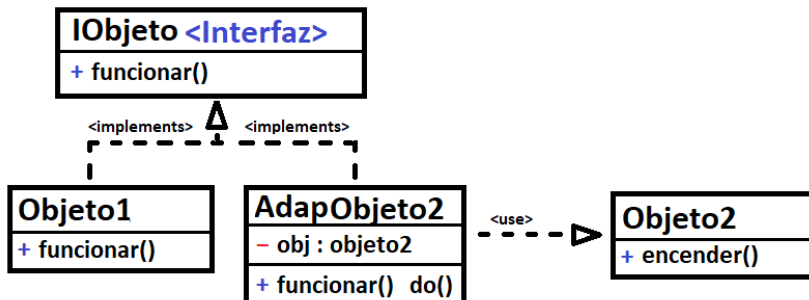 IObjeto <Interfaz>
+ funcionar()
<implements> <implements>
Objeto1
+ funcionar()
AdapObjeto2
- obj : objeto2
+ funcionar() do()
<use>
Objeto2
+ encender()